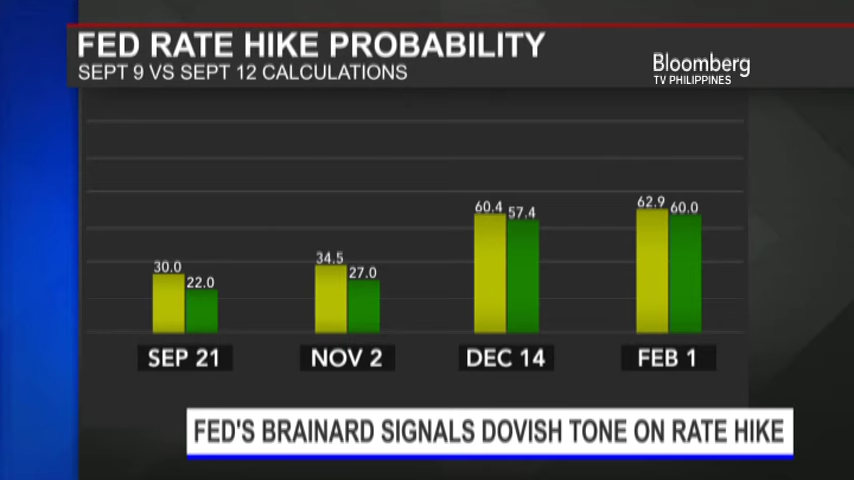 FED RATE HIKE PROBABILITY
SEPT 9 VS SEPT 12 CALCULATIONS
Bloomberg
TV PHILIPPINES
30.0 22.0 34.5 27.0 60.4 57.4 62.9 60.0
SEP 21 NOV 2 DEC 14 FEB 1
FED'S BRAINARD SIGNALS DOVISH TONE ON RATE HIKE